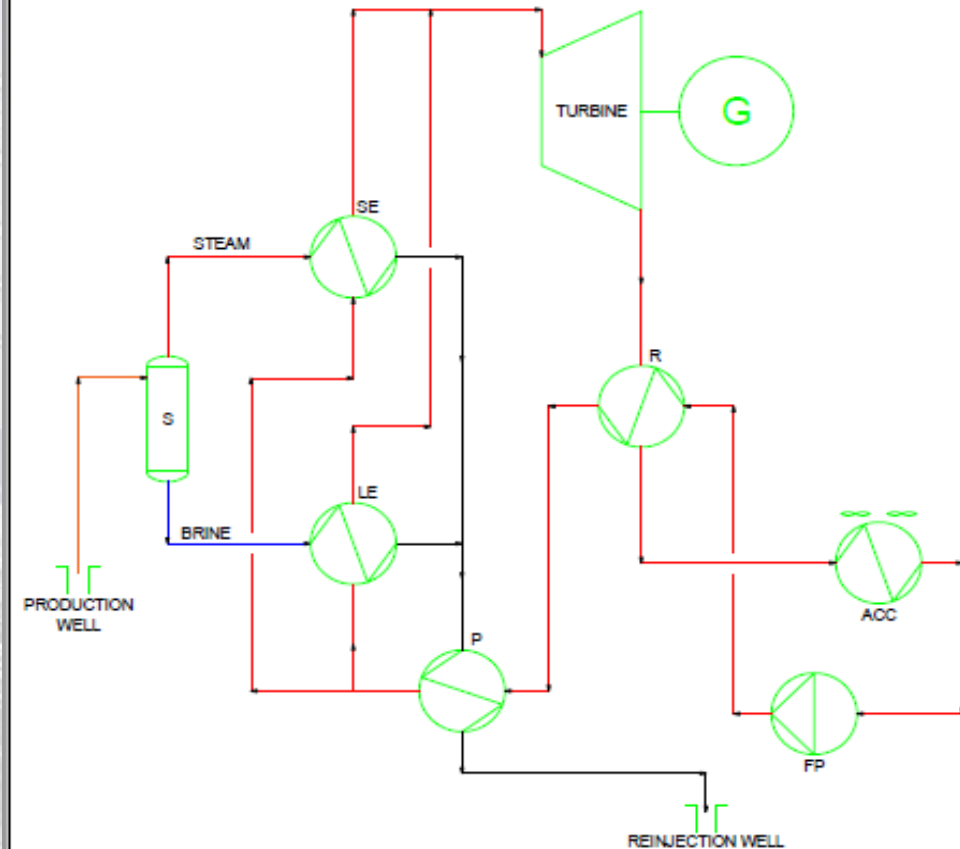 TURBINE
G
SE
STEAM
R
S
LE
BRINE
PRODUCTION
WELL
ACC
P
FP
REINJECTION WELL